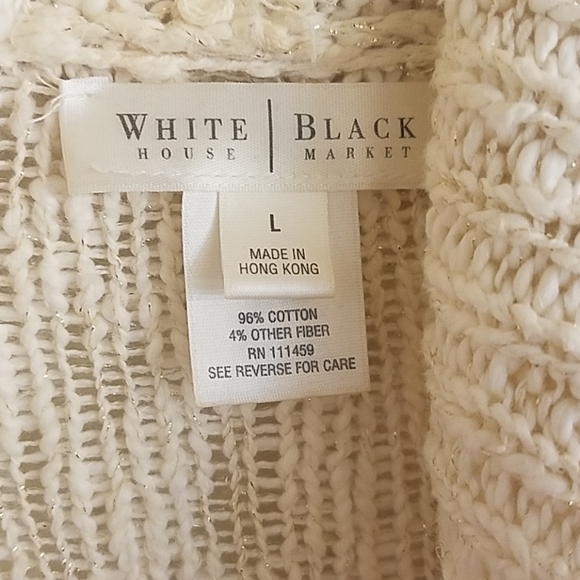 WHITE | BLACK
HOUSE | MARKET
L
MADE IN
HONG KONG
96% COTTON
4% OTHER FIBER
RN 111459
SEE REVERSE FOR CARE